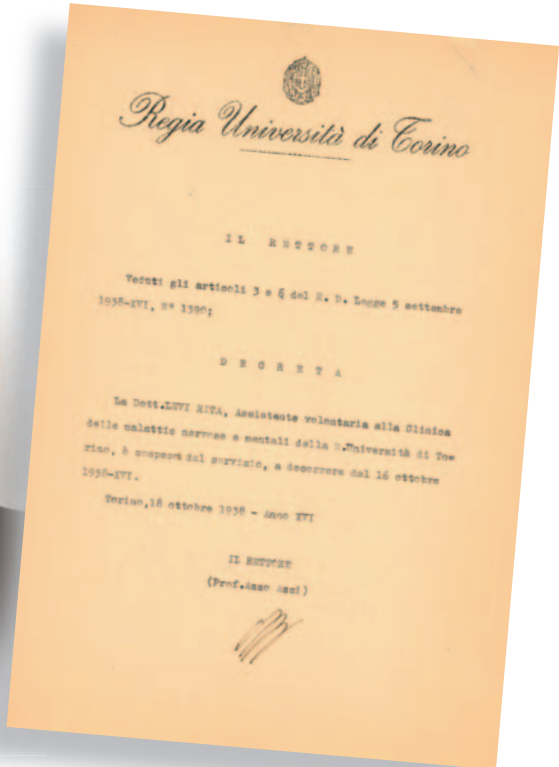 Regia Università di Torino
IL RETTORE
Veduti gli articoli 3 e 6 del R. D. Legge 5 settembre
1938-XVI, N° 1390;
DECRETA
La Dott.LEVI RITA, Assistente volontaria alla Clinica
delle malattie nervose e mentali della R.Università di To=
rino, è sospesa dal servizio, a decorrere dal 16 ottobre
1938-XVI.
Torino,18 ottobre 1938 - Anno XVI
IL RETTORE
(Prof.Azzo Azzi)